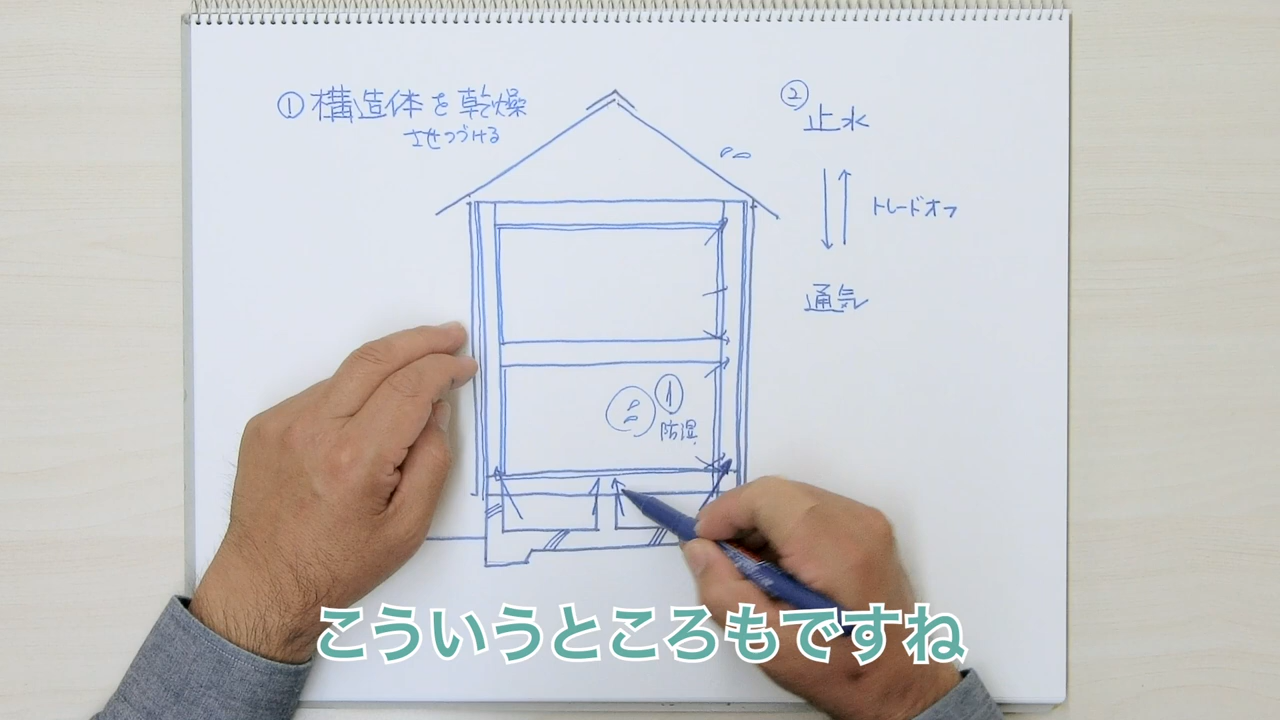 ① 構造体を乾燥
させつづける
②
止水
トレードオフ
通気
①
防湿
こういうところもですね